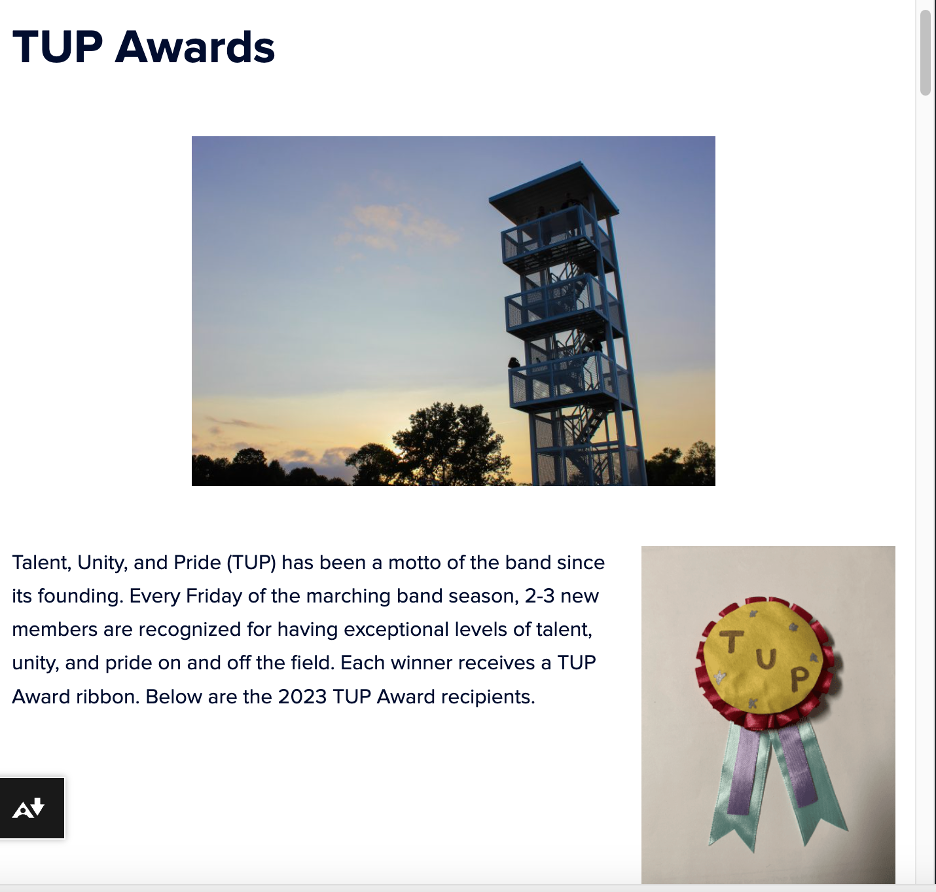 TUP Awards
Talent, Unity, and Pride (TUP) has been a motto of the band since
its founding. Every Friday of the marching band season, 2-3 new
members are recognized for having exceptional levels of talent,
unity, and pride on and off the field. Each winner receives a TUP
Award ribbon. Below are the 2023 TUP Award recipients.
T U P